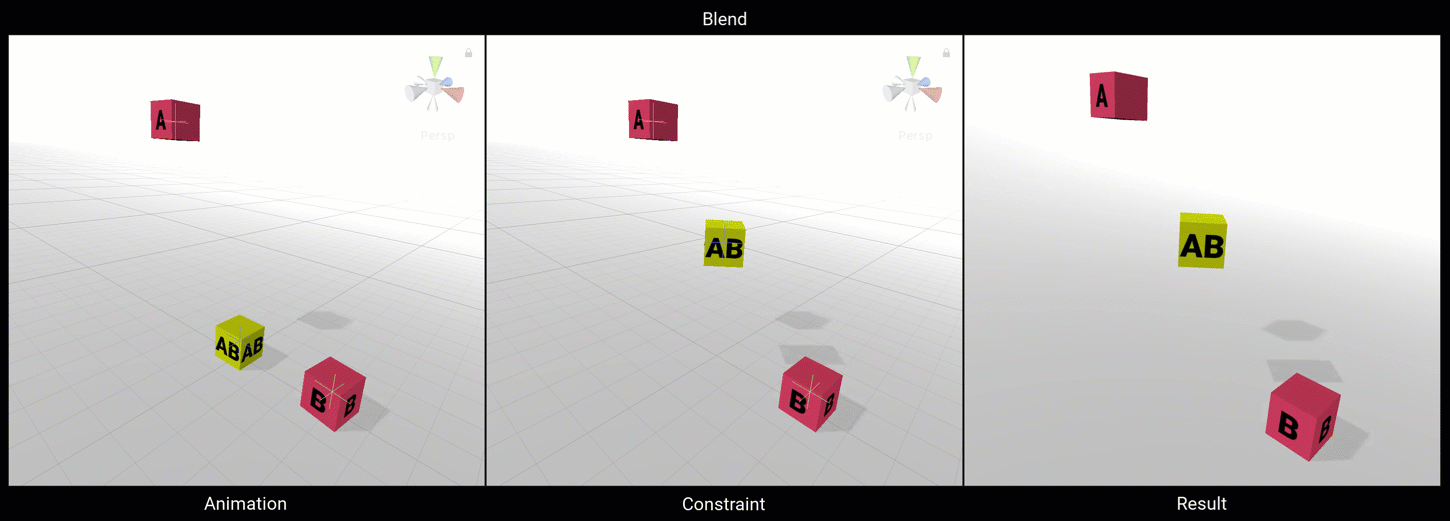 Blend
A
Persp
AB
AB
B
B
A
Persp
AB
B
B
A
AB
B
B
Animation
Constraint
Result